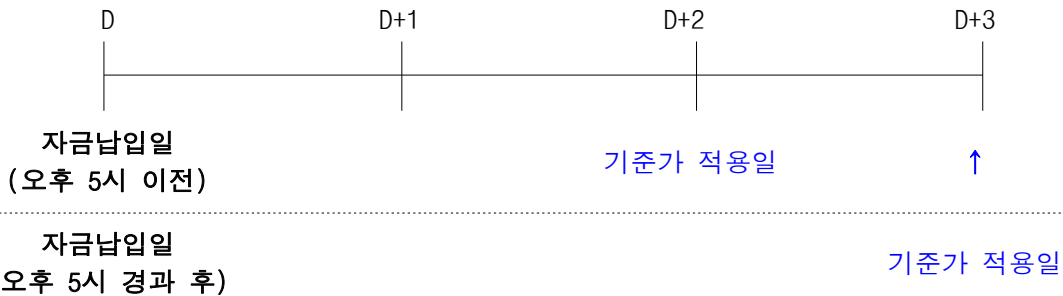 D D+1 D+2 D+3
자금납입일
(오후 5시 이전)
기준가 적용일 ↑
자금납입일
오후 5시 경과 후)
기준가 적용일